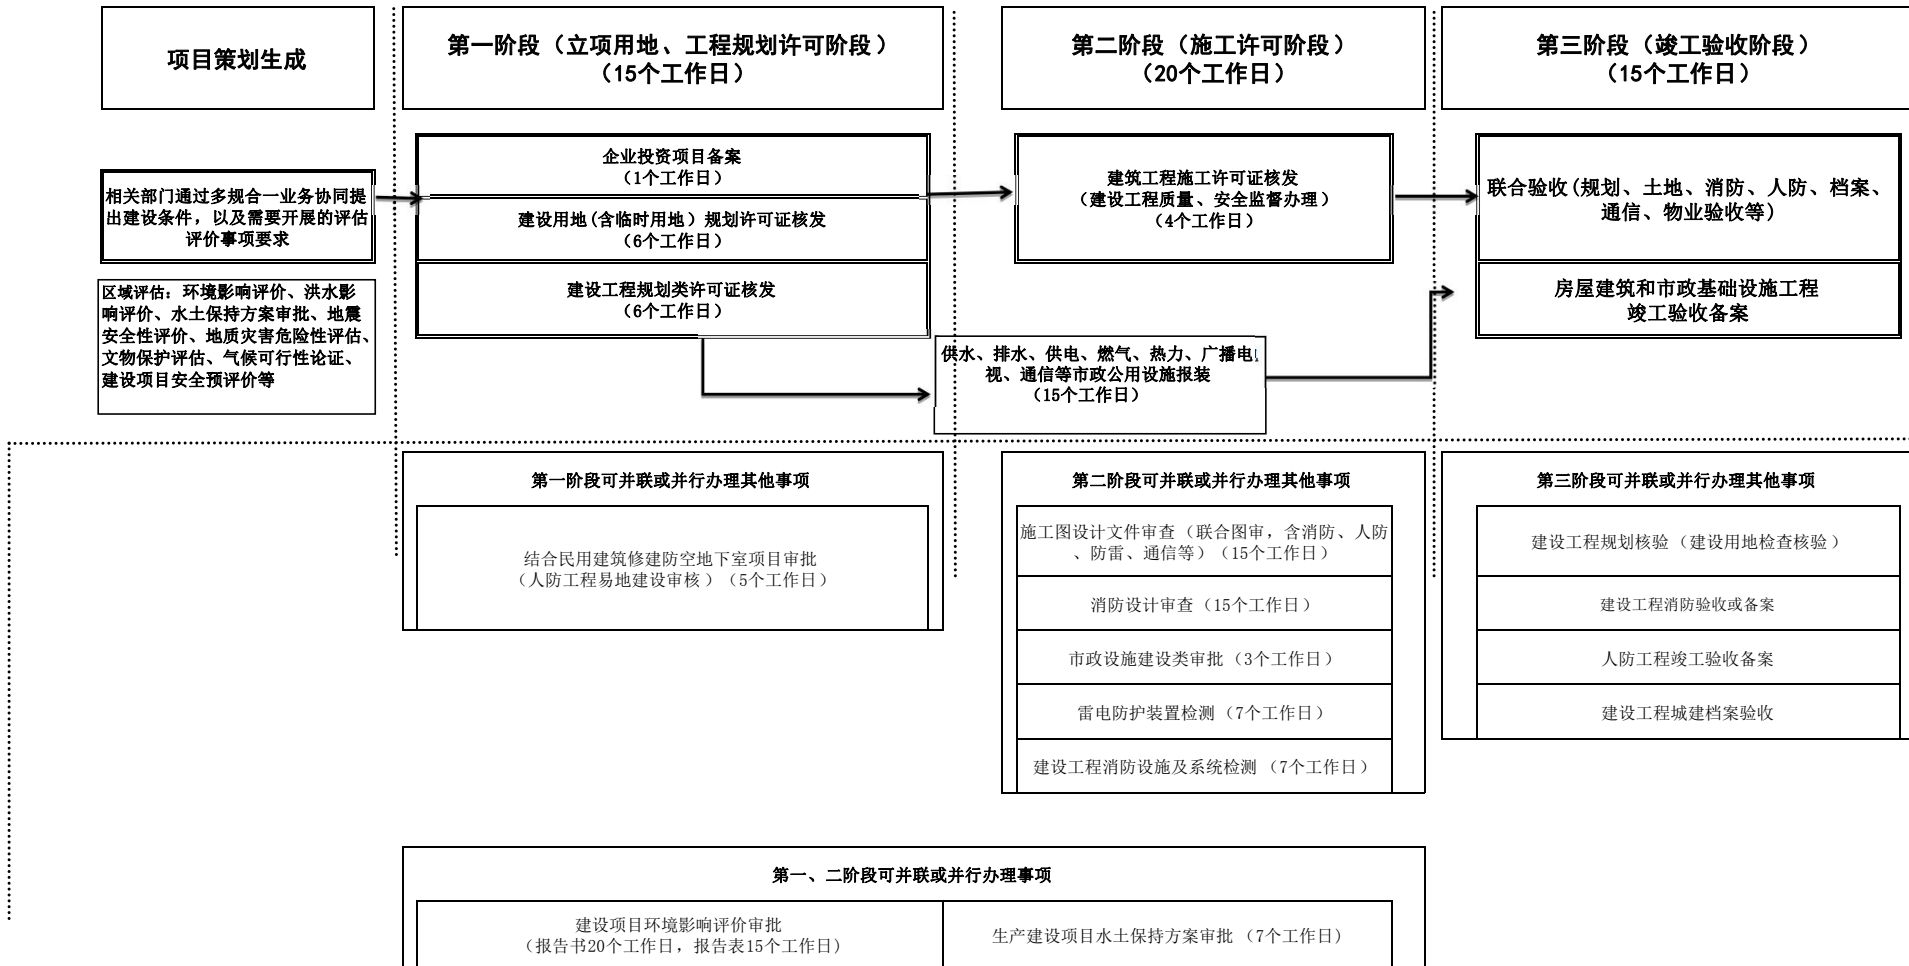 项目策划生成
第一阶段（立项用地、工程规划许可阶段）
（15个工作日）
第二阶段（施工许可阶段）
（20个工作日）
第三阶段（竣工验收阶段）
（15个工作日）
相关部门通过多规合一业务协同提
出建设条件，以及需要开展的评估
评价事项要求
区域评估：环境影响评价、洪水影
响评价、水土保持方案审批、地震
安全性评价、地质灾害危险性评估、
文物保护评估、气候可行性论证、
建设项目安全预评价等
企业投资项目备案
（1个工作日）
建设用地(含临时用地）规划许可证核发
（6个工作日）
建设工程规划类许可证核发
（6个工作日）
建筑工程施工许可证核发
（建设工程质量、安全监督办理）
（4个工作日）
供水、排水、供电、燃气、热力、广播电
视、通信等市政公用设施报装
（15个工作日）
联合验收(规划、土地、消防、人防、档案、
通信、物业验收等)
房屋建筑和市政基础设施工程
竣工验收备案
第一阶段可并联或并行办理其他事项
结合民用建筑修建防空地下室项目审批
（人防工程易地建设审核）（5个工作日）
第二阶段可并联或并行办理其他事项
施工图设计文件审查（联合图审，含消防、人防
、防雷、通信等）（15个工作日）
消防设计审查（15个工作日）
市政设施建设类审批（3个工作日）
雷电防护装置检测（7个工作日）
建设工程消防设施及系统检测（7个工作日）
第三阶段可并联或并行办理其他事项
建设工程规划核验（建设用地检查核验）
建设工程消防验收或备案
人防工程竣工验收备案
建设工程城建档案验收
第一、二阶段可并联或并行办理事项
建设项目环境影响评价审批
（报告书20个工作日，报告表15个工作日）
生产建设项目水土保持方案审批（7个工作日）